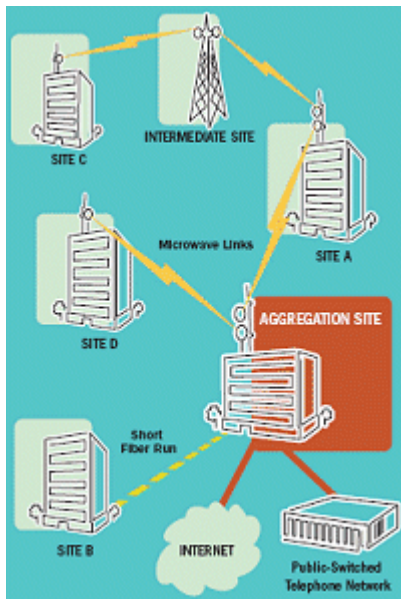 INTERMEDIATE SITE
SITE C
SITE A
Microwave Links
SITE D
AGGREGATION SITE
Short
Fiber Run
SITE B
INTERNET
Public-Switched
Telephone Network